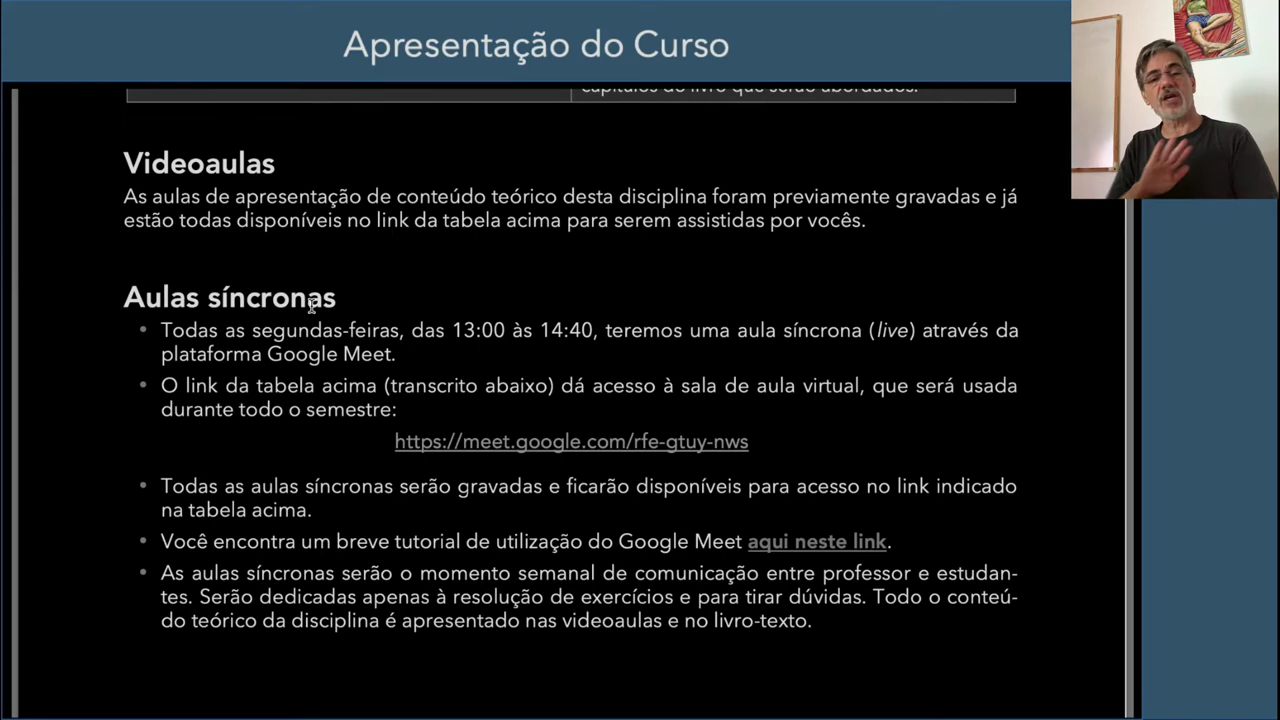 Apresentação do Curso
capítulos do livro que serão abordados.
Videoaulas
As aulas de apresentação de conteúdo teórico desta disciplina foram previamente gravadas e já
estão todas disponíveis no link da tabela acima para serem assistidas por vocês.
Aulas síncronas
• Todas as segundas-feiras, das 13:00 às 14:40, teremos uma aula síncrona (live) através da
plataforma Google Meet.
• O link da tabela acima (transcrito abaixo) dá acesso à sala de aula virtual, que será usada
durante todo o semestre:
https://meet.google.com/rfe-gtuy-nws
• Todas as aulas síncronas serão gravadas e ficarão disponíveis para acesso no link indicado
na tabela acima.
• Você encontra um breve tutorial de utilização do Google Meet aqui neste link.
• As aulas síncronas serão o momento semanal de comunicação entre professor e estudan-
tes. Serão dedicadas apenas à resolução de exercícios e para tirar dúvidas. Todo o conteú-
do teórico da disciplina é apresentado nas videoaulas e no livro-texto.